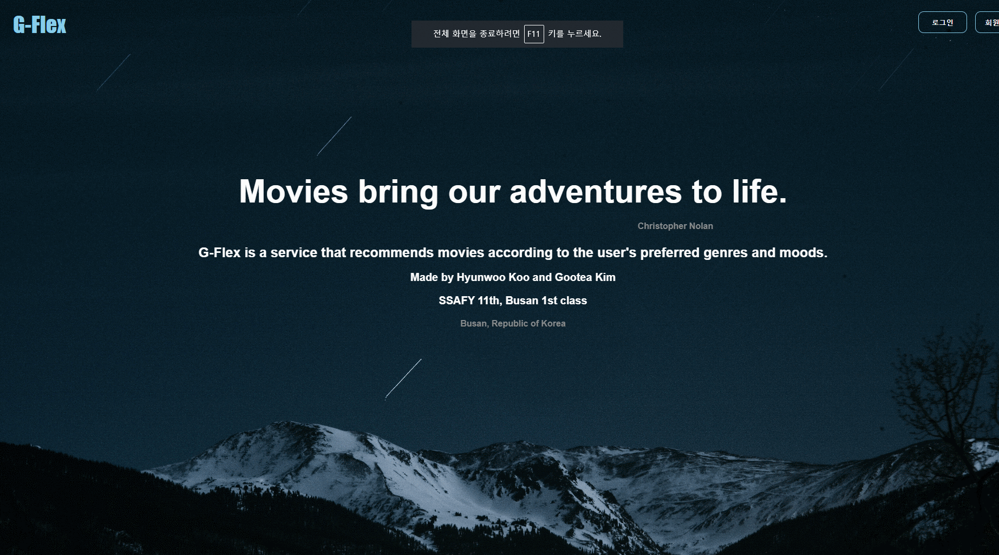 G-Flex
전체 화면을 종료하려면 F11 키를 누르세요.
로그인
회원
Movies bring our adventures to life.
Christopher Nolan
G-Flex is a service that recommends movies according to the user's preferred genres and moods.
Made by Hyunwoo Koo and Gootea Kim
SSAFY 11th, Busan 1st class
Busan, Republic of Korea